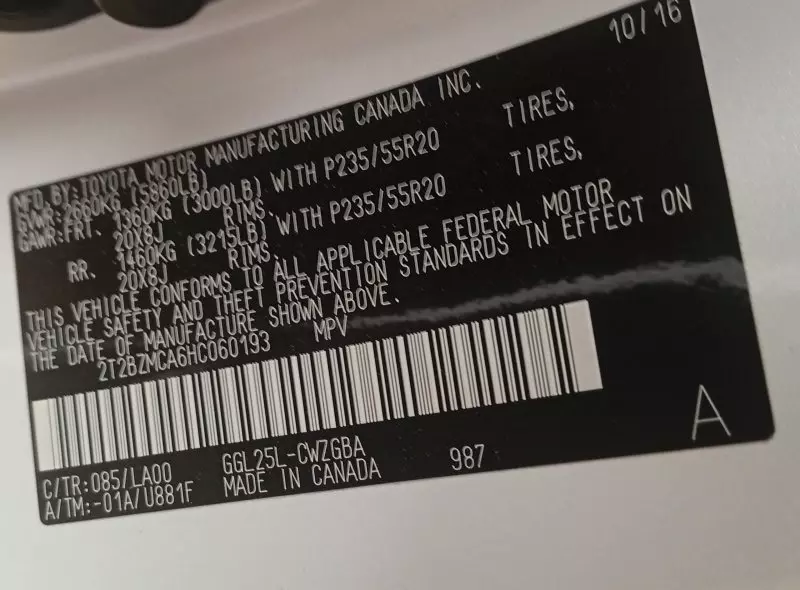 10/16
MFD.BY:TOYOTA MOTOR MANUFACTURING CANADA INC.
GVWR:2660KG (5860LB)
GAWR:FRT. 1360KG (3000LB) WITH P235/55R20 TIRES,
20X8J RIMS.
RR. 1460KG (3215LB) WITH P235/55R20 TIRES,
20X8J RIMS.
THIS VEHICLE CONFORMS TO ALL APPLICABLE FEDERAL MOTOR
VEHICLE SAFETY AND THEFT PREVENTION STANDARDS IN EFFECT ON
THE DATE OF MANUFACTURE SHOWN ABOVE.
2T2BZMCA6HC060193 MPV
C/TR:085/LA00 GGL25L-CWZGBA 987
A/TM:-01A/U881F MADE IN CANADA
A